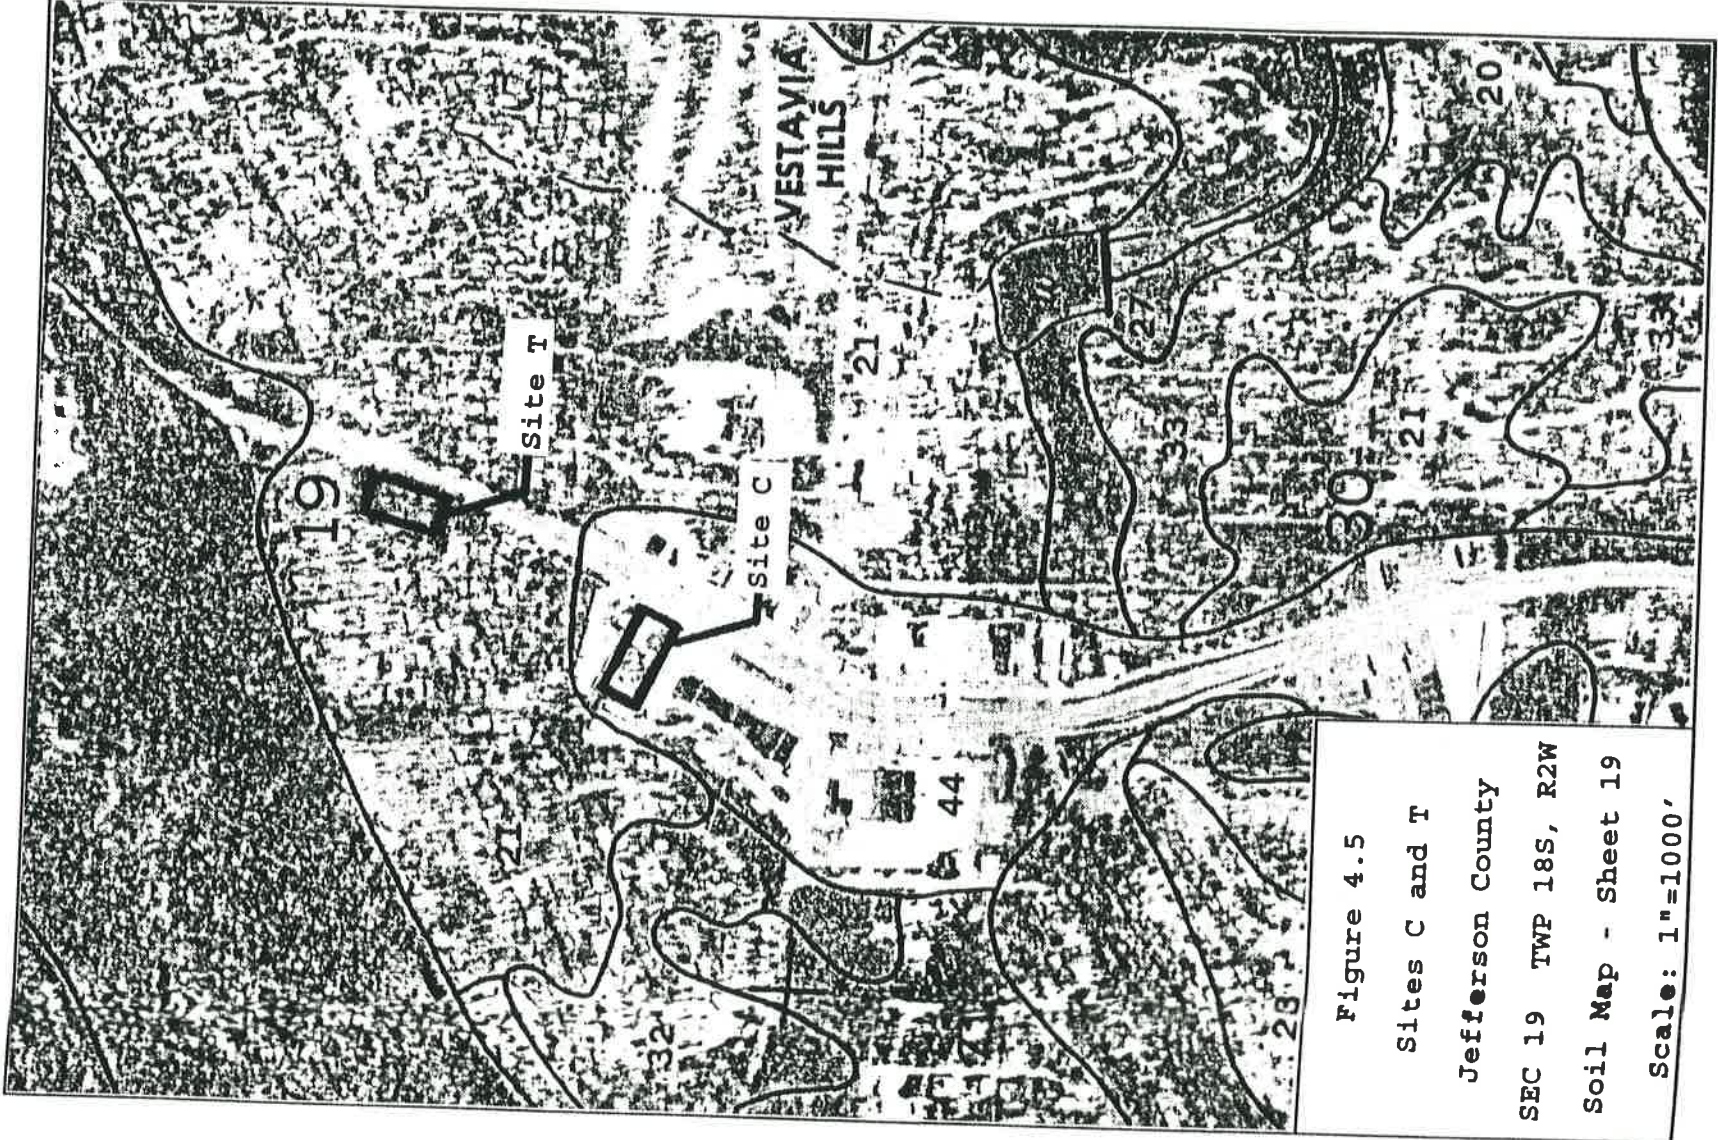 VESTAVIA
HILLS
20
19
Site T
21
27
33
33
Site C
30
21
21
44
32
23
Figure 4.5
Sites C and T
Jefferson County
SEC 19 TWP 18S, R2W
Soil Map - Sheet 19
Scale: 1"=1000'